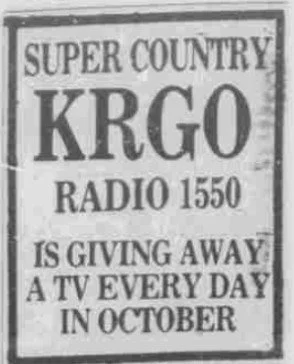 SUPER COUNTRY
KRGO
RADIO 1550
IS GIVING AWAY
A TV EVERY DAY
IN OCTOBER